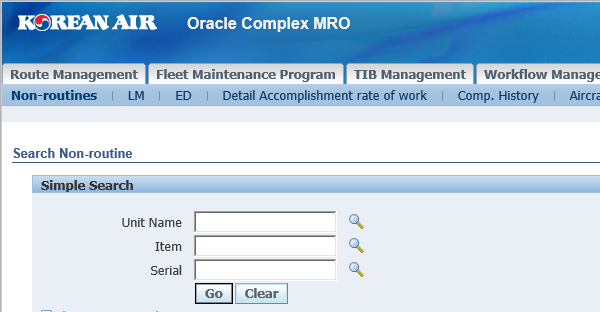 KOREAN AIR Oracle Complex MRO
Route Management Fleet Maintenance Program TIB Management Workflow Manage
Non-routines | LM | ED | Detail Accomplishment rate of work | Comp. History | Aircra
Search Non-routine
Simple Search
Unit Name
Item
Serial
Go Clear